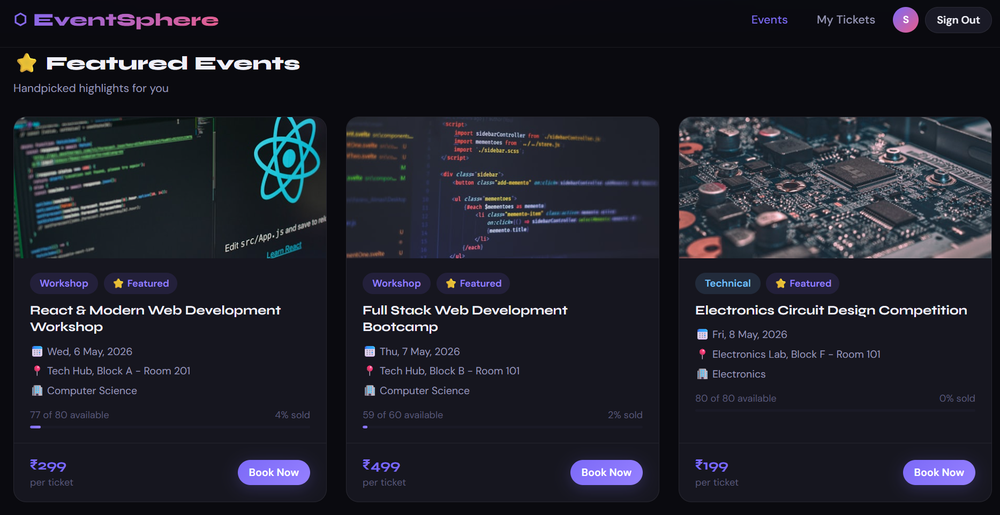 EventSphere
Events
My Tickets
S
Sign Out
⭐ Featured Events
Handpicked highlights for you
Edit src/App.js and save to relo
Learn React
<script>
import sidebarController from './sidebarController.js
import mementoes from '../../store.js
import './sidebar.scss';
</script>
<div class="sidebar">
<button class="add-memento" on:click=
<ul class="mementoes">
{#each $mementoes as memento
<li class="memento-item"
on:click={() => sidebarController
{memento.title}
</li>
{/each}
</ul>
Workshop
⭐ Featured
React & Modern Web Development
Workshop
Wed, 6 May, 2026
Tech Hub, Block A - Room 201
Computer Science
77 of 80 available
4% sold
₹299
per ticket
Book Now
Workshop
⭐ Featured
Full Stack Web Development
Bootcamp
Thu, 7 May, 2026
Tech Hub, Block B - Room 101
Computer Science
59 of 60 available
2% sold
₹499
per ticket
Book Now
Technical
⭐ Featured
Electronics Circuit Design Competition
Fri, 8 May, 2026
Electronics Lab, Block F - Room 101
Electronics
80 of 80 available
0% sold
₹199
per ticket
Book Now